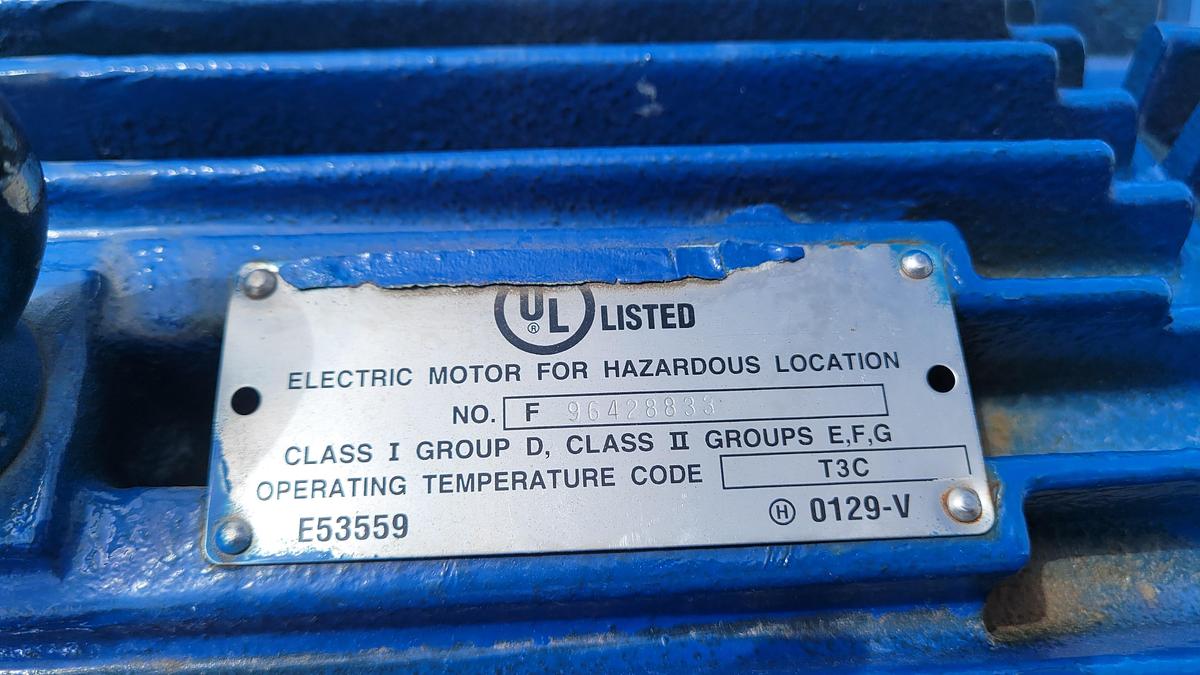 UL ® LISTED
ELECTRIC MOTOR FOR HAZARDOUS LOCATION
NO. F 96428833
CLASS I GROUP D, CLASS II GROUPS E,F,G
OPERATING TEMPERATURE CODE T3C
E53559 Ⓗ 0129-V